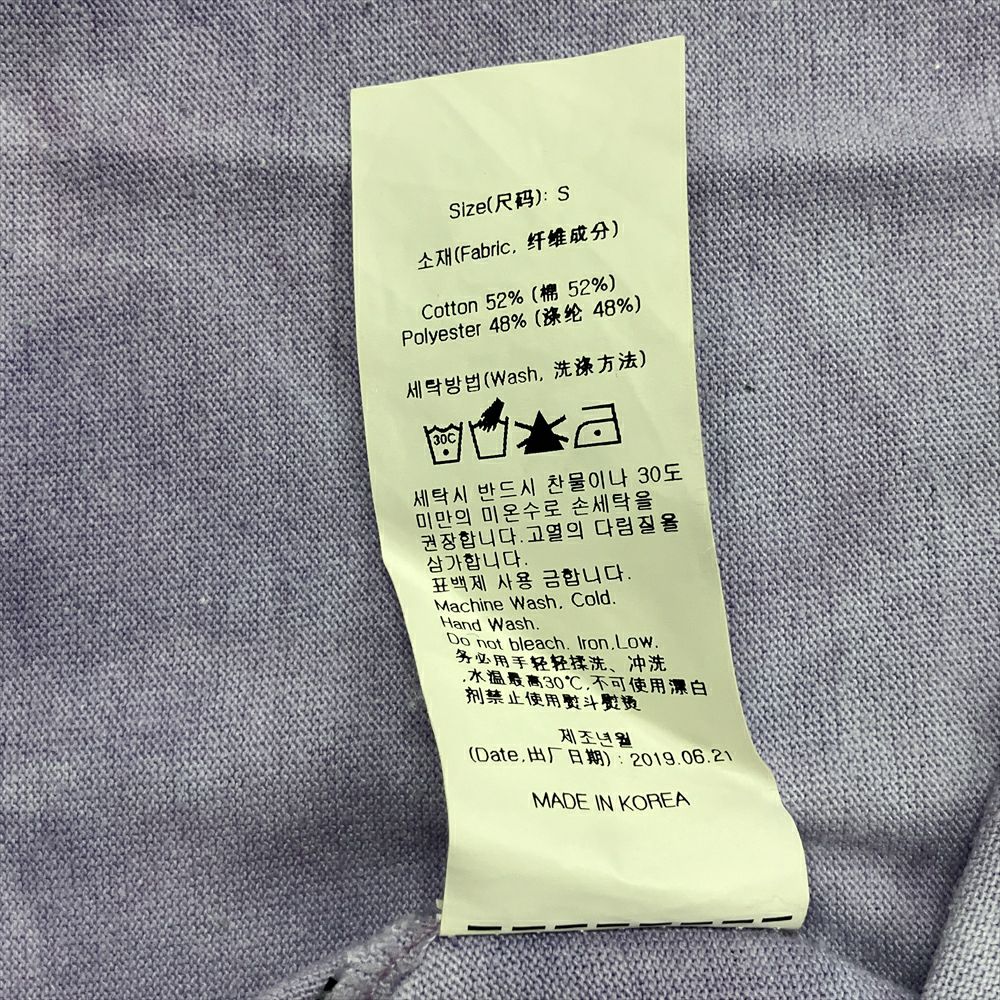 Size(尺码): S
소재(Fabric, 纤维成分)
Cotton 52% (棉 52%)
Polyester 48% (涤纶 48%)
세탁방법(Wash, 洗涤方法)
30C
세탁시 반드시 찬물이나 30도
미만의 미온수로 손세탁을
권장합니다.고열의 다림질을
삼가합니다.
표백제 사용 금합니다.
Machine Wash, Cold.
Hand Wash.
Do not bleach. Iron,Low.
务必用手轻轻揉洗、冲洗
,水温最高30℃,不可使用漂白
剂禁止使用熨斗熨烫
제조년월
(Date,出厂日期) : 2019.06.21
MADE IN KOREA